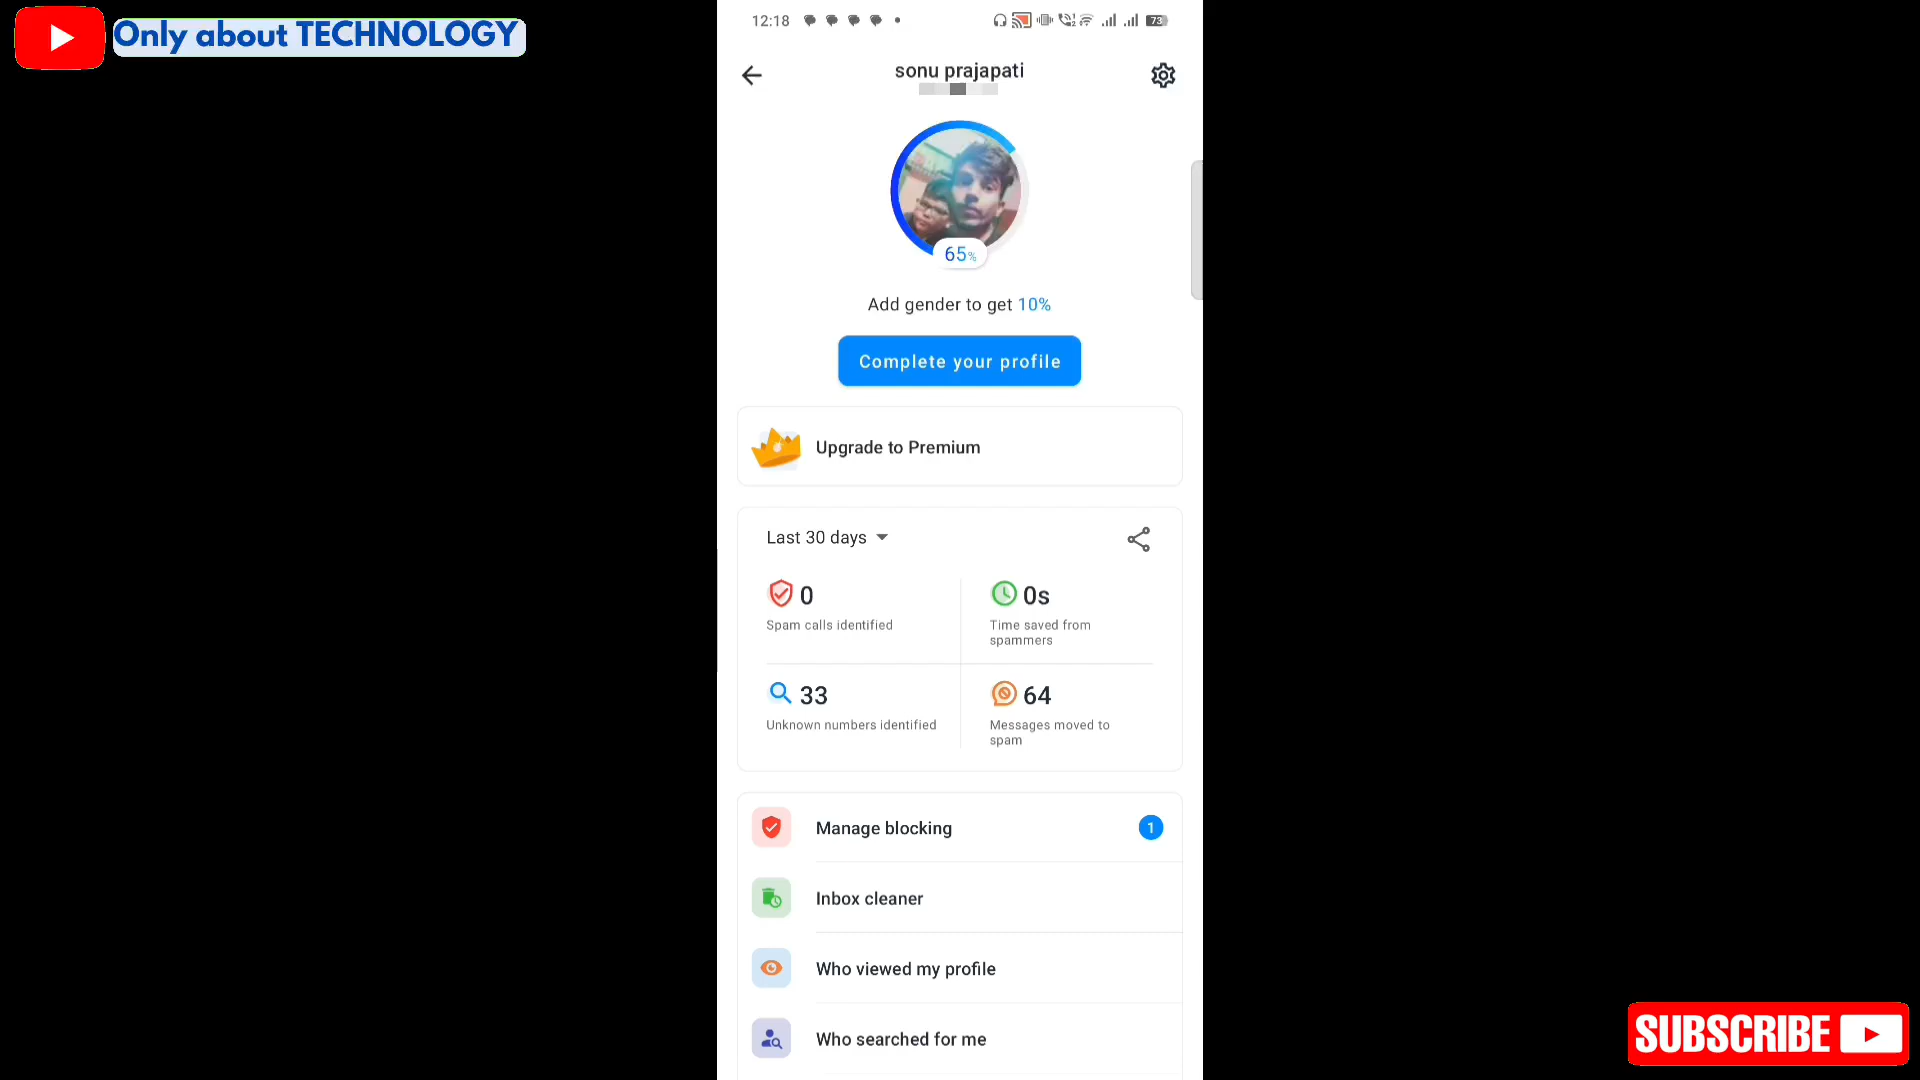 Only about TECHNOLOGY
12:18
73
sonu prajapati
65%
Add gender to get 10%
Complete your profile
Upgrade to Premium
Last 30 days
0
Spam calls identified
0s
Time saved from
spammers
33
Unknown numbers identified
64
Messages moved to
spam
Manage blocking
1
Inbox cleaner
Who viewed my profile
Who searched for me
SUBSCRIBE